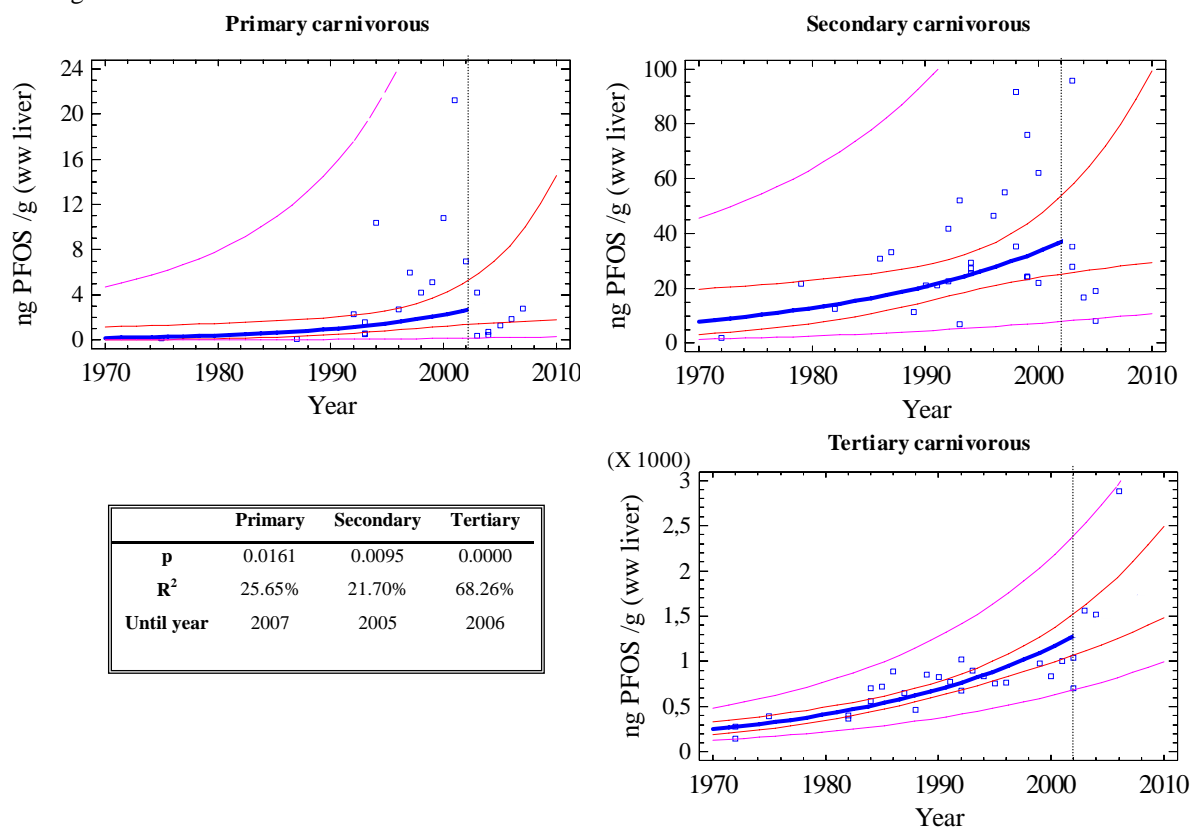 Primary carnivorous
ng PFOS /g (ww liver)
24
20
16
12
8
4
0
1970
1980
1990
2000
2010
Year
Secondary carnivorous
ng PFOS /g (ww liver)
100
80
60
40
20
0
1970
1980
1990
2000
2010
Year
Primary Secondary Tertiary
p 0.0161 0.0095 0.0000
R² 25.65% 21.70% 68.26%
Until year 2007 2005 2006
Tertiary carnivorous
(X 1000)
ng PFOS /g (ww liver)
3
2,5
2
1,5
1
0,5
0
1970
1980
1990
2000
2010
Year